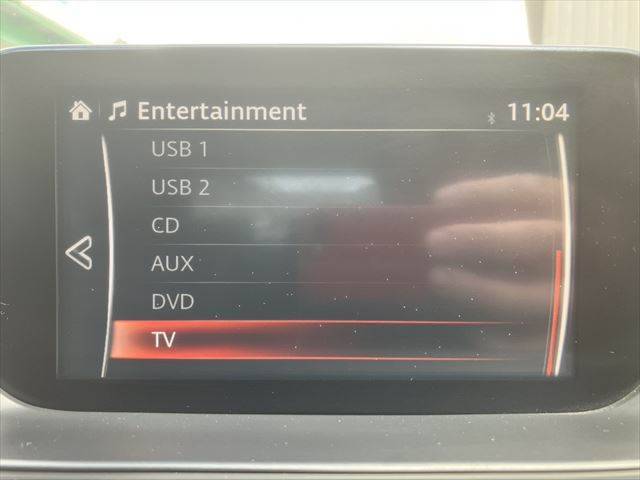 Entertainment 11:04
USB 1
USB 2
CD
AUX
DVD
TV